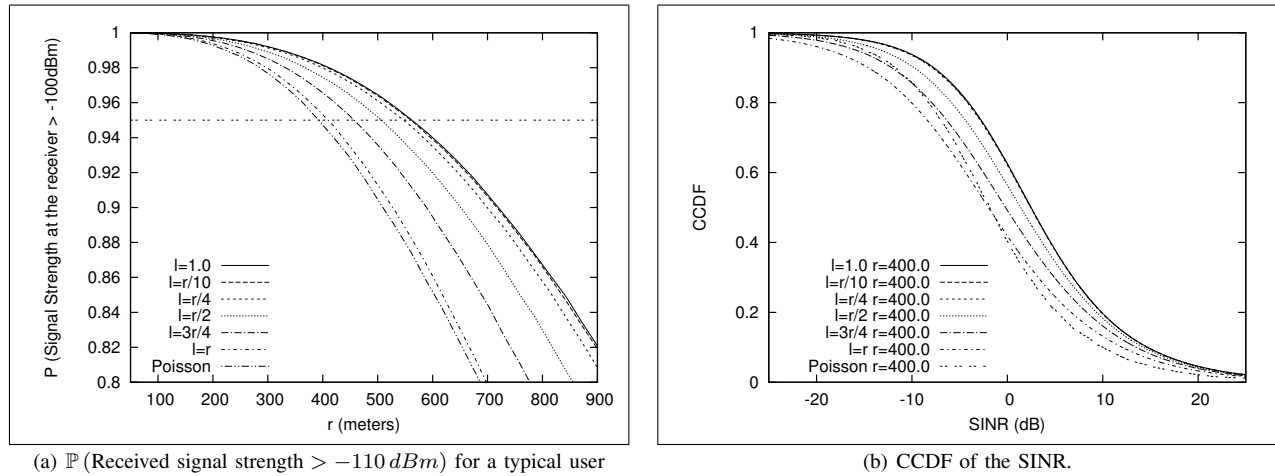 P (Signal Strength at the receiver > -100dBm)
1
0.98
0.96
0.94
0.92
0.9
0.88
0.86
0.84
0.82
0.8
l=1.0
l=r/10
l=r/4
l=r/2
l=3r/4
l=r
Poisson
100 200 300 400 500 600 700 800 900
r (meters)
(a) ℙ (Received signal strength > −110 dBm) for a typical user
CCDF
1
0.8
0.6
0.4
0.2
0
l=1.0 r=400.0
l=r/10 r=400.0
l=r/4 r=400.0
l=r/2 r=400.0
l=3r/4 r=400.0
l=r r=400.0
Poisson r=400.0
-20 -10 0 10 20
SINR (dB)
(b) CCDF of the SINR.